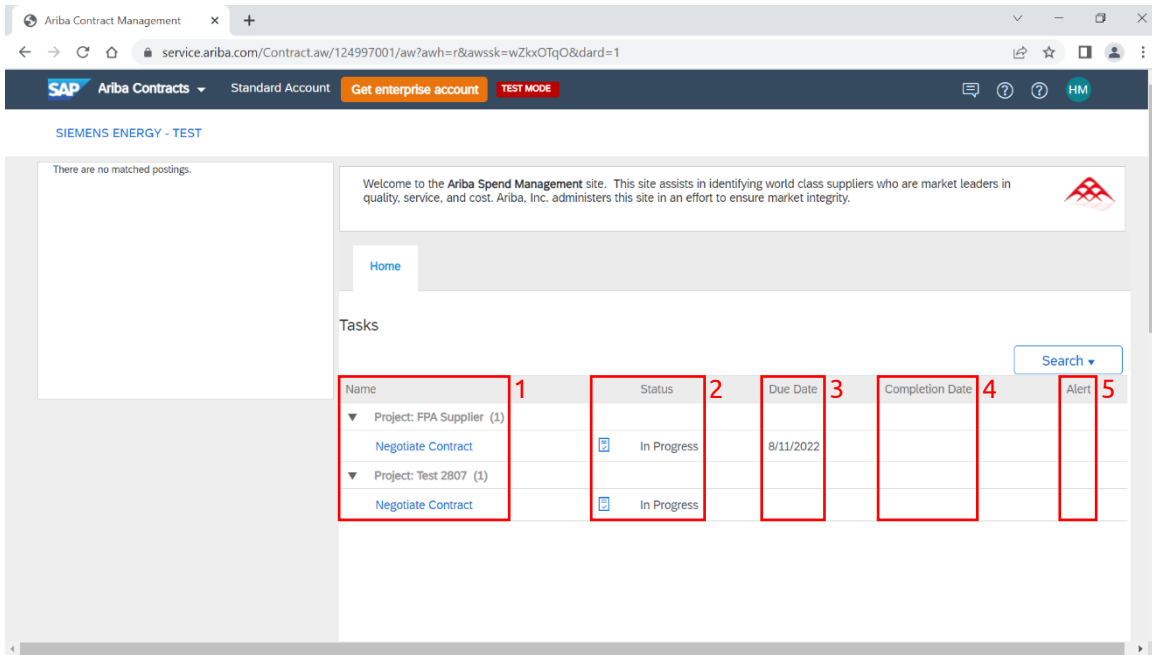 Ariba Contract Management
service.ariba.com/Contract.aw/124997001/aw?awh=r&awssk=wZkxOTqO&dard=1
SAP Ariba Contracts Standard Account Get enterprise account TEST MODE HM
SIEMENS ENERGY - TEST
There are no matched postings.
Welcome to the Ariba Spend Management site. This site assists in identifying world class suppliers who are market leaders in
quality, service, and cost. Ariba, Inc. administers this site in an effort to ensure market integrity.
Home
Tasks
Search
Name 1 Status 2 Due Date 3 Completion Date 4 Alert 5
Project: FPA Supplier (1)
Negotiate Contract In Progress 8/11/2022
Project: Test 2807 (1)
Negotiate Contract In Progress